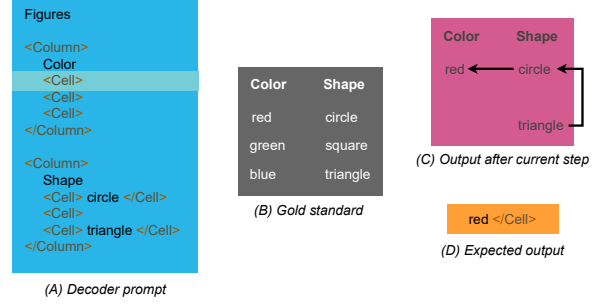 Figures
<Column>
Color
<Cell>
<Cell>
<Cell>
</Column>
<Column>
Shape
<Cell> circle </Cell>
<Cell>
<Cell> triangle </Cell>
</Column>
(A) Decoder prompt
Color Shape
red circle
green square
blue triangle
(B) Gold standard
Color Shape
red circle
triangle
(C) Output after current step
red </Cell>
(D) Expected output